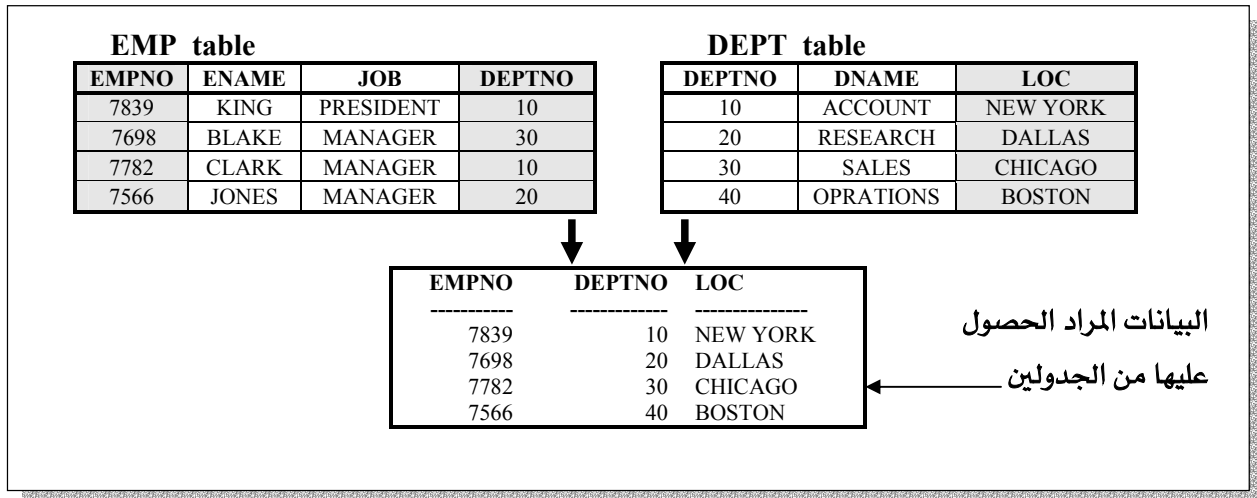 EMP table
DEPT table
EMPNO ENAME JOB DEPTNO
7839 KING PRESIDENT 10
7698 BLAKE MANAGER 30
7782 CLARK MANAGER 10
7566 JONES MANAGER 20
DEPTNO DNAME LOC
10 ACCOUNT NEW YORK
20 RESEARCH DALLAS
30 SALES CHICAGO
40 OPRATIONS BOSTON
EMPNO DEPTNO LOC
----------- ------------- ---------------
7839 10 NEW YORK
7698 20 DALLAS
7782 30 CHICAGO
7566 40 BOSTON
البيانات المراد الحصول
عليها من الجدولين